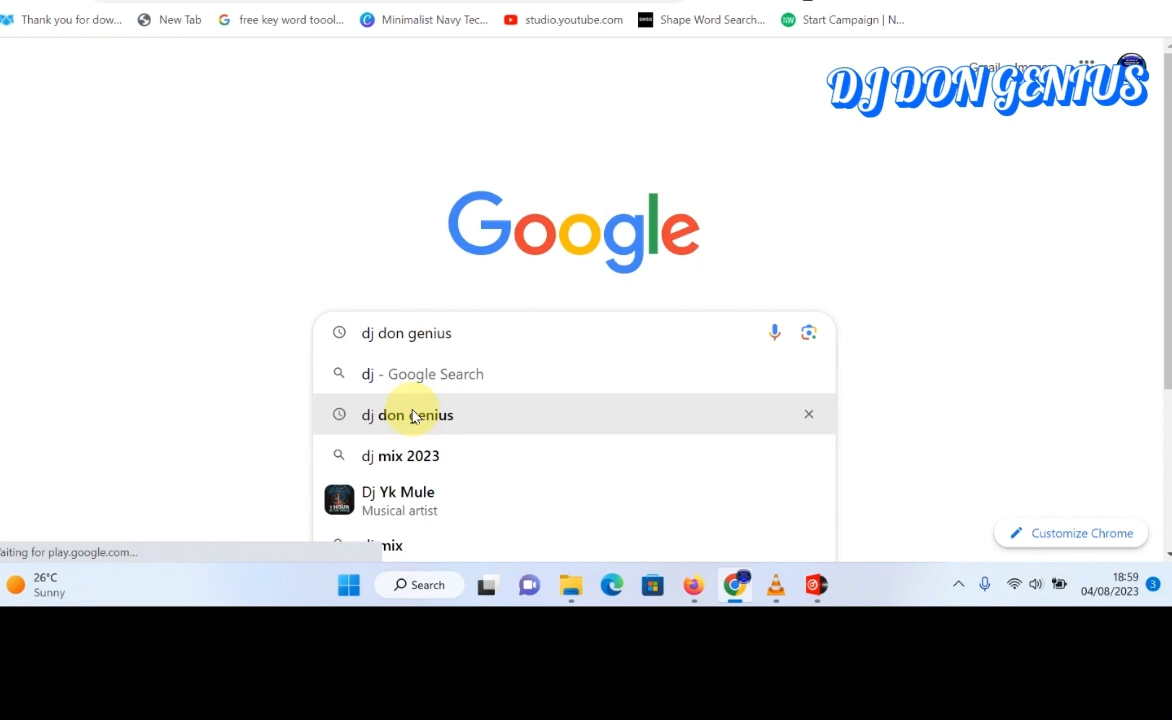 Thank you for dow... New Tab free key word toool... Minimalist Navy Tec... studio.youtube.com Shape Word Search... Start Campaign | N...
DJ DON GENIUS
Google
dj don genius
dj - Google Search
dj don genius
dj mix 2023
Dj Yk Mule
Musical artist
mix
Customize Chrome
aiting for play.google.com...
26°C
Sunny
Search
18:59
04/08/2023
3